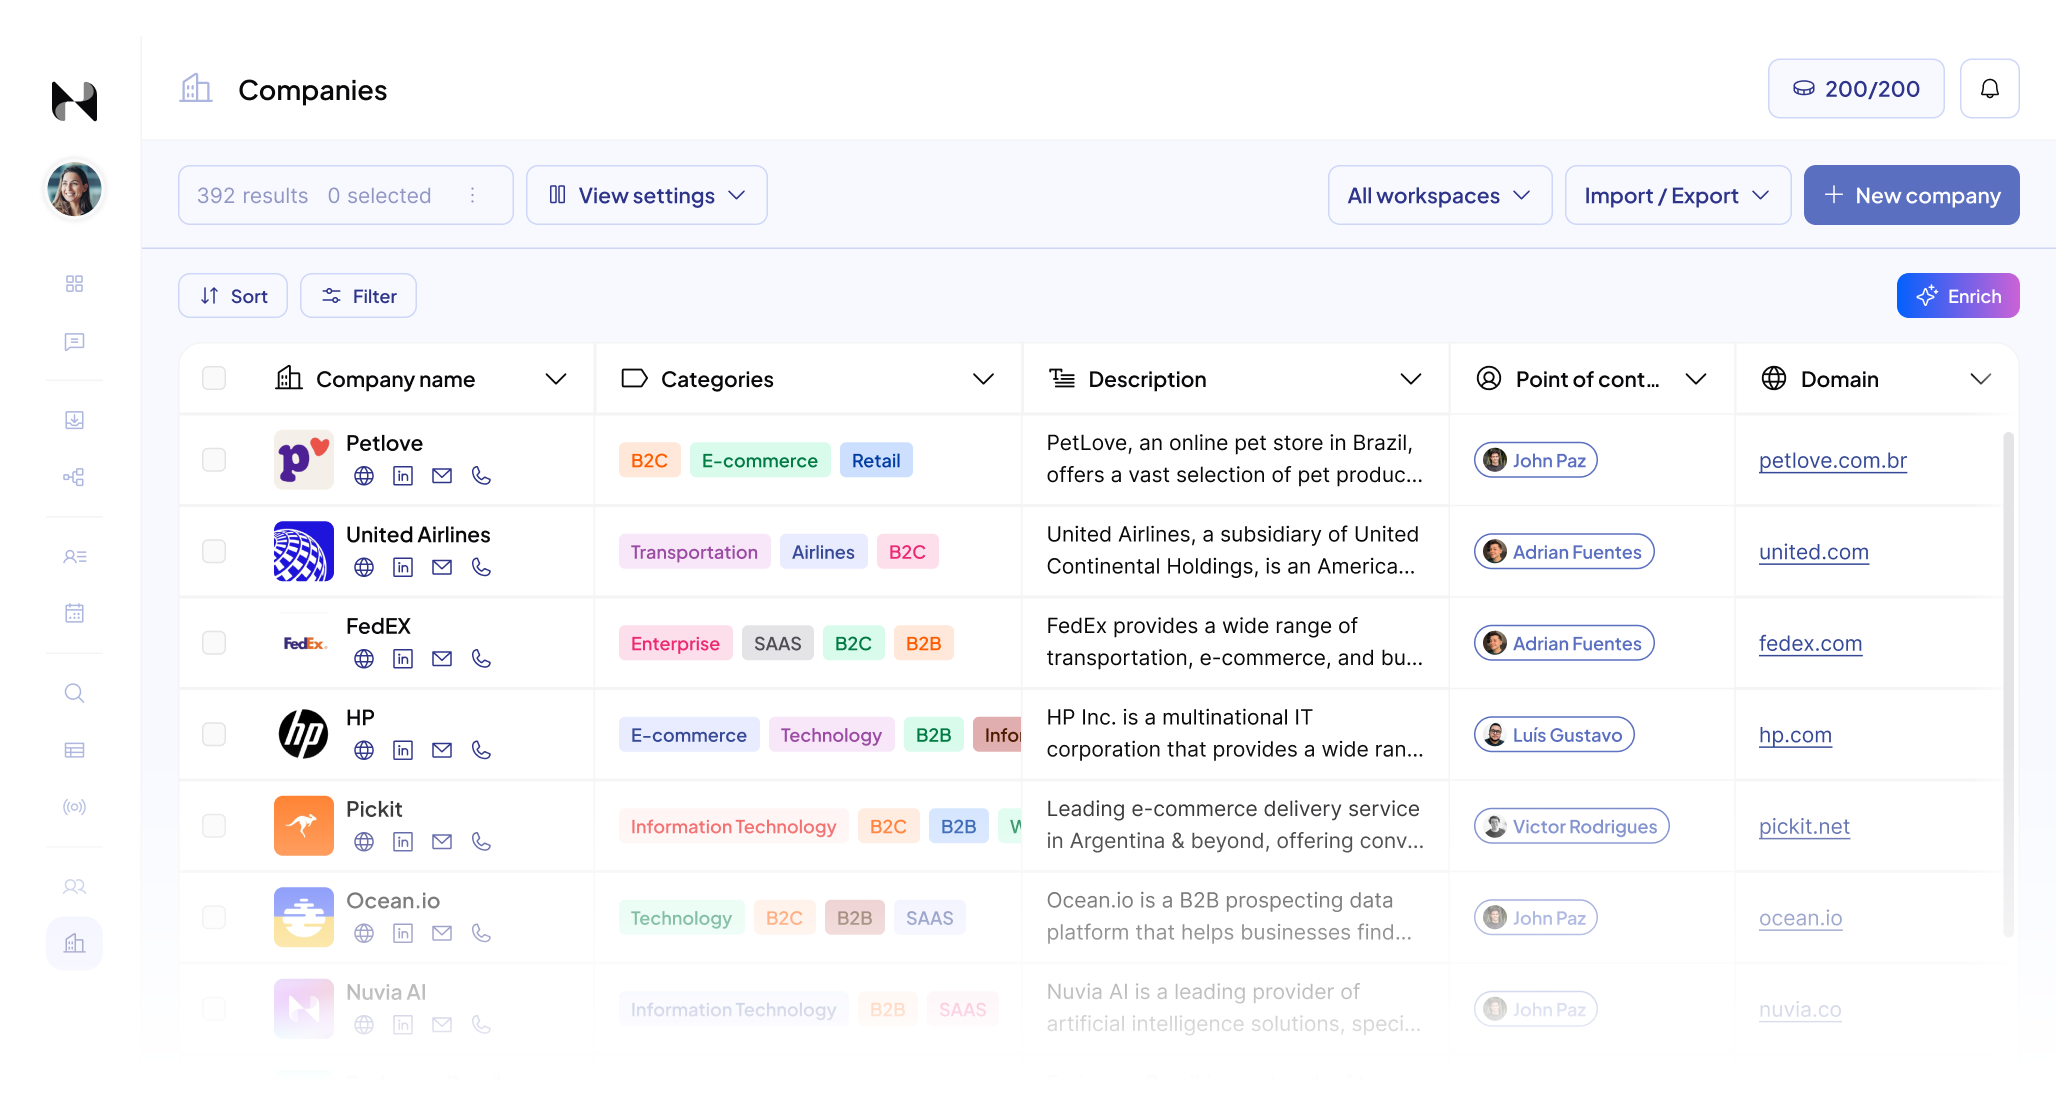 Companies
200/200
392 results 0 selected
View settings
All workspaces
Import / Export
New company
Sort
Filter
Enrich
Company name
Categories
Description
Point of cont...
Domain
Petlove
B2C E-commerce Retail
PetLove, an online pet store in Brazil,
offers a vast selection of pet produc...
John Paz
petlove.com.br
United Airlines
Transportation Airlines B2C
United Airlines, a subsidiary of United
Continental Holdings, is an America...
Adrian Fuentes
united.com
FedEx
FedEX
Enterprise SAAS B2C B2B
FedEx provides a wide range of
transportation, e-commerce, and bu...
Adrian Fuentes
fedex.com
hp
HP
E-commerce Technology B2B Infor
HP Inc. is a multinational IT
corporation that provides a wide ran...
Luís Gustavo
hp.com
Pickit
Information Technology B2C B2B
Leading e-commerce delivery service
in Argentina & beyond, offering conv...
Victor Rodrigues
pickit.net
Ocean.io
Technology B2C B2B SAAS
Ocean.io is a B2B prospecting data
platform that helps businesses find...
John Paz
ocean.io
Nuvia AI
Information Technology B2B SAAS
Nuvia AI is a leading provider of
artificial intelligence solutions, speci...
John Paz
nuvia.co